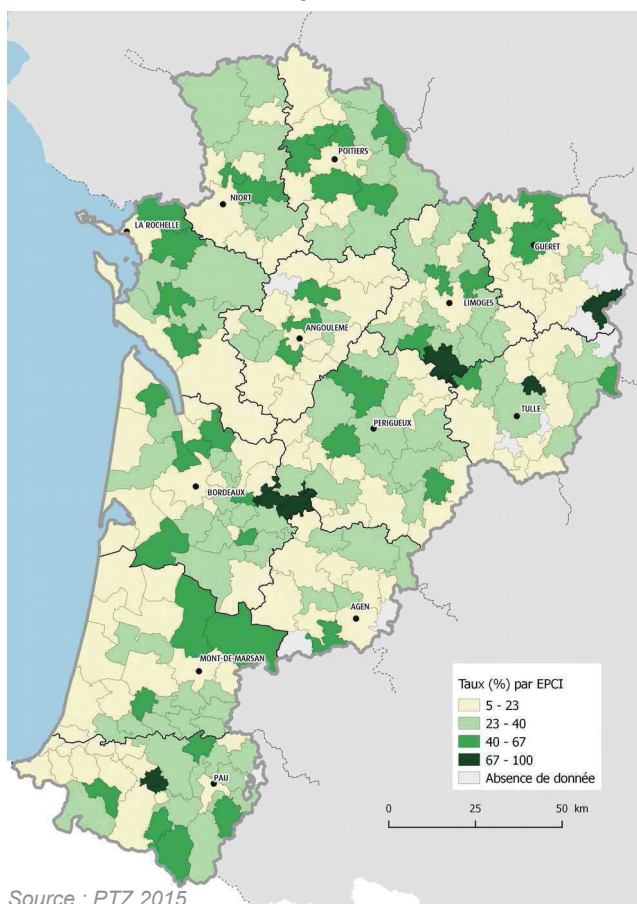 POITIERS
NIORT
LA ROCHELLE
GUERET
LIMOGES
ANGOULEME
TULLE
PERIGUEUX
BORDEAUX
AGEN
MONT-DE-MARSAN
PAU
Taux (%) par EPCI
5 - 23
23 - 40
40 - 67
67 - 100
Absence de donnée
0 25 50 km
Source : PTZ 2015